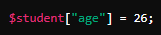 $student["age"] = 26;